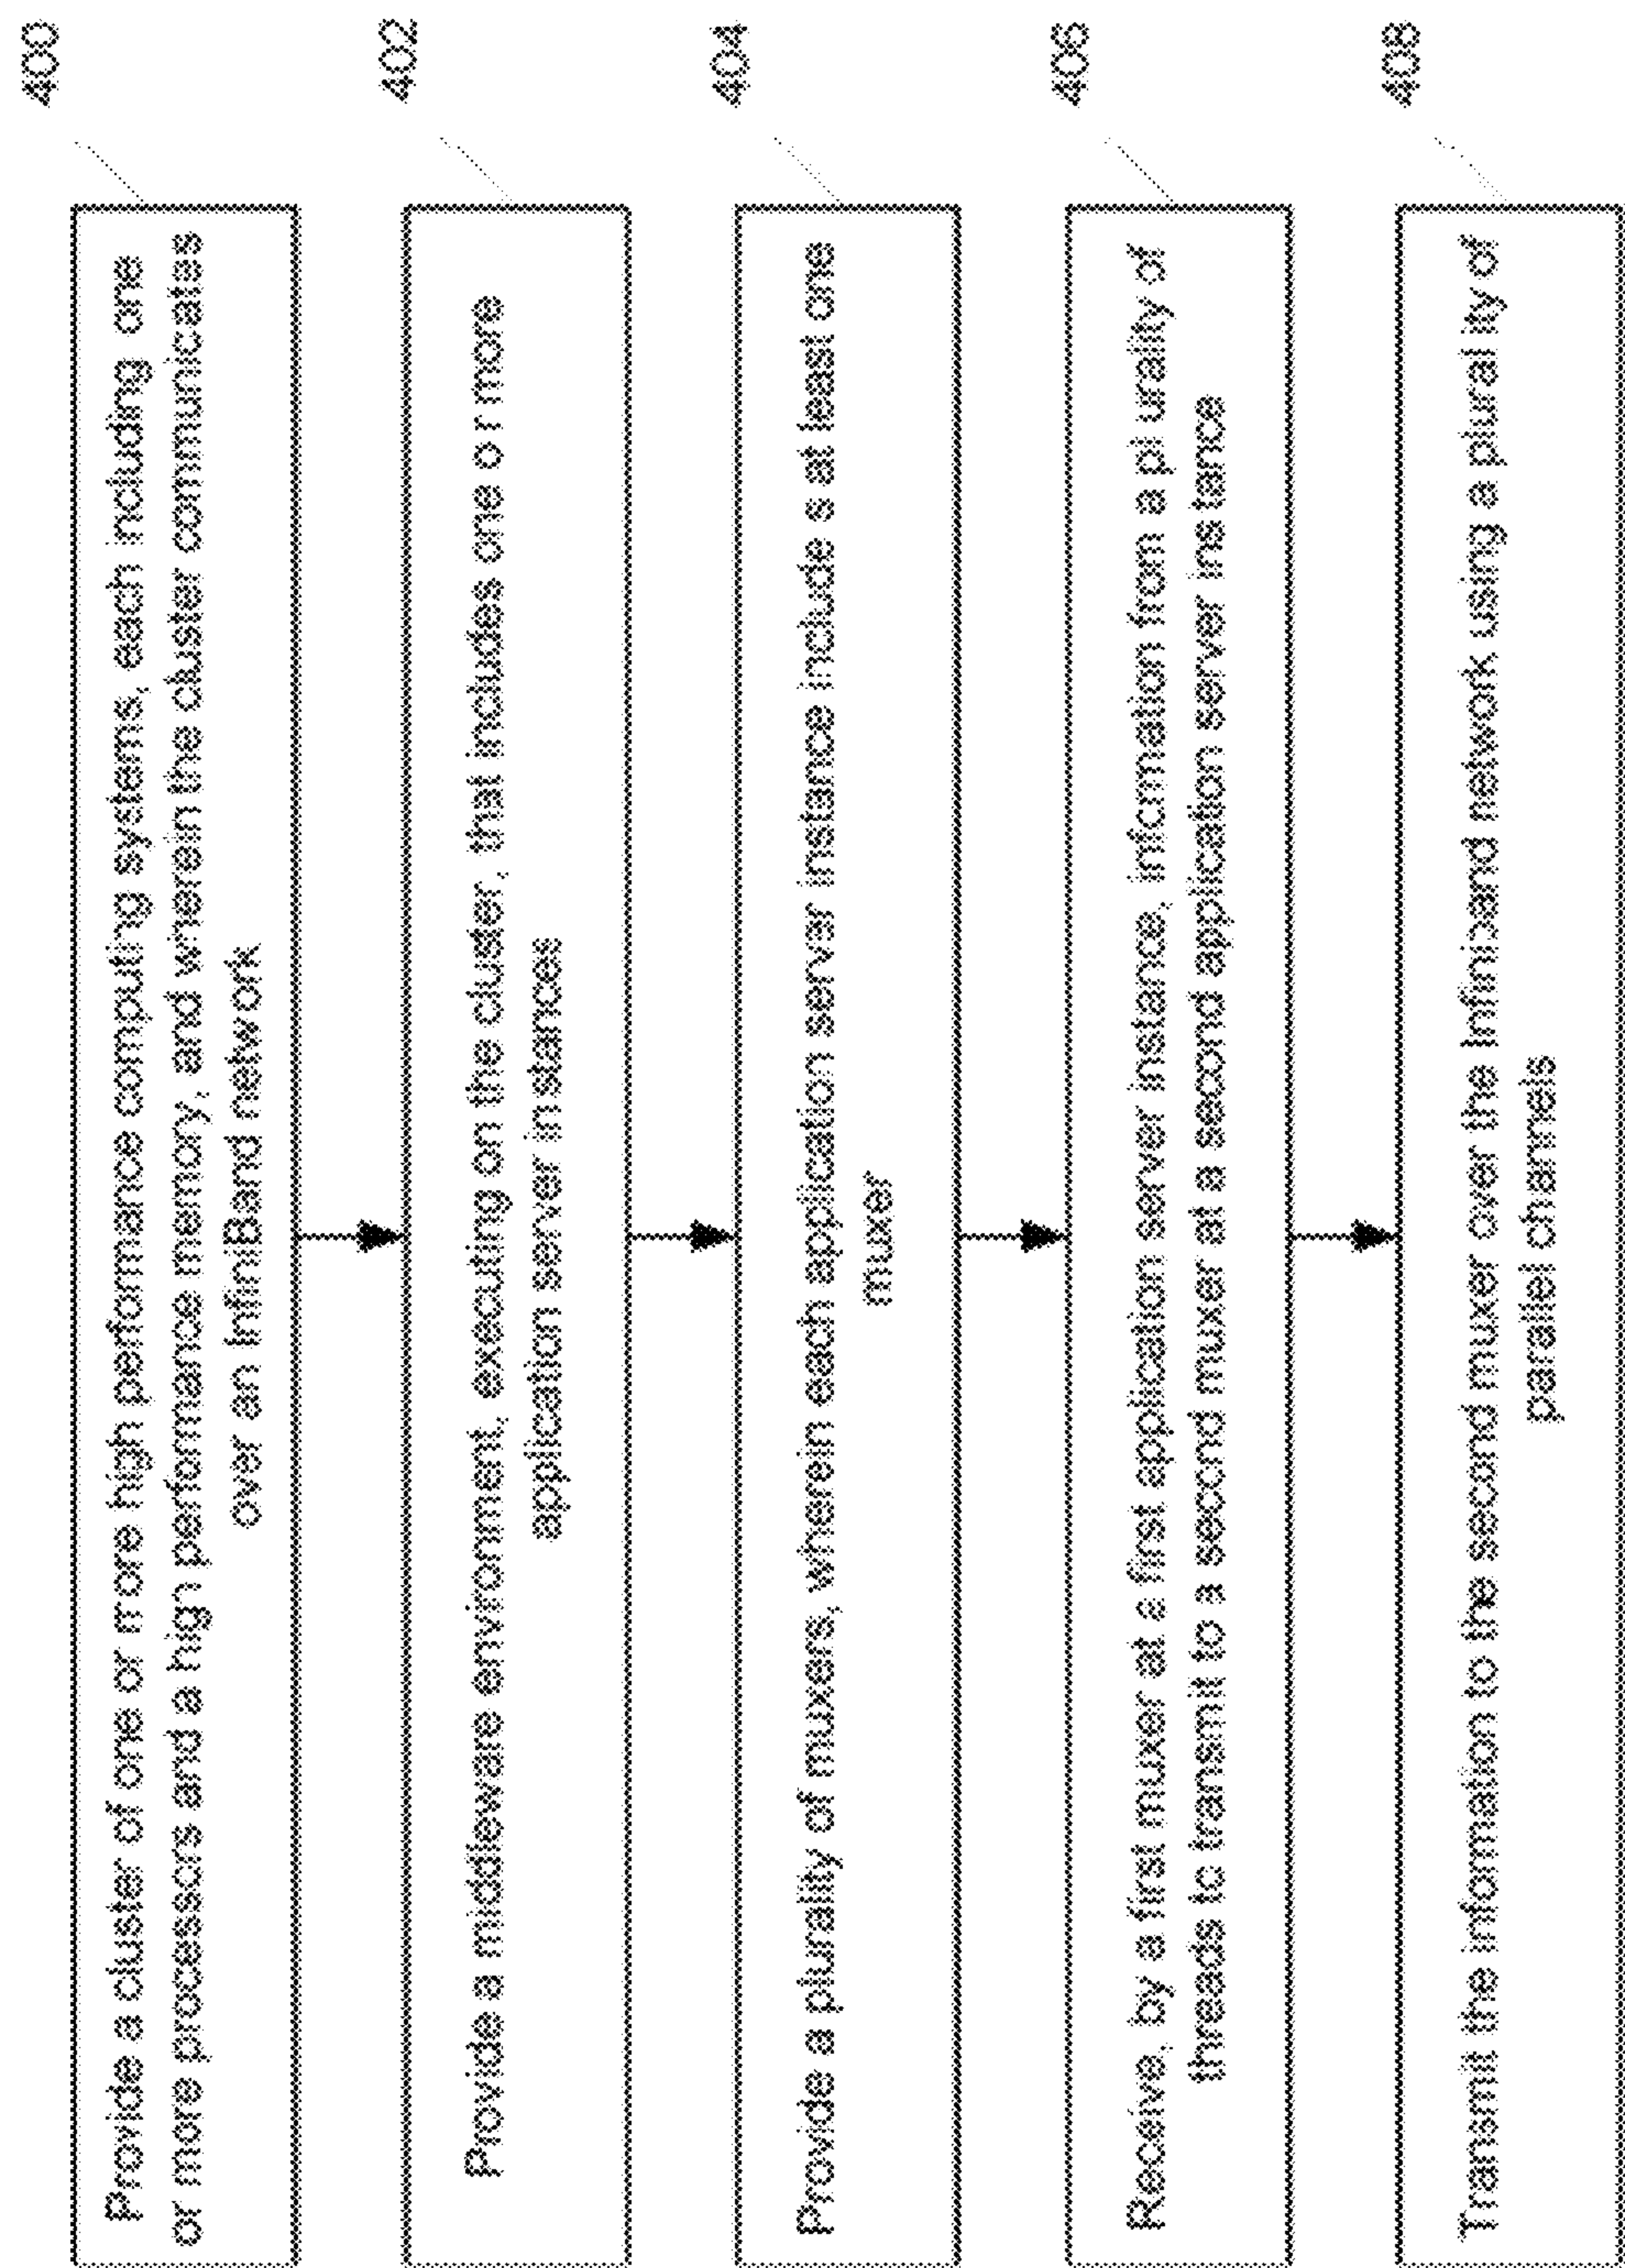 Provide a cluster of one or more high performance computing systems, each including one
or more processors and a high performance memory, and wherein the cluster communicates
over an InfiniBand network
400
Provide a middleware environment, executing on the cluster, that includes one or more
application server instances
402
Provide a plurality of muxers, wherein each application server instance include s at least one
muxer
404
Receive, by a first muxer at a first application server instance, information from a pl urality of
threads to transmit to a second muxer at a second application server instance
406
Transmit the information to the second muxer over the Infiniband network using a plural ity of
parallel channels
408